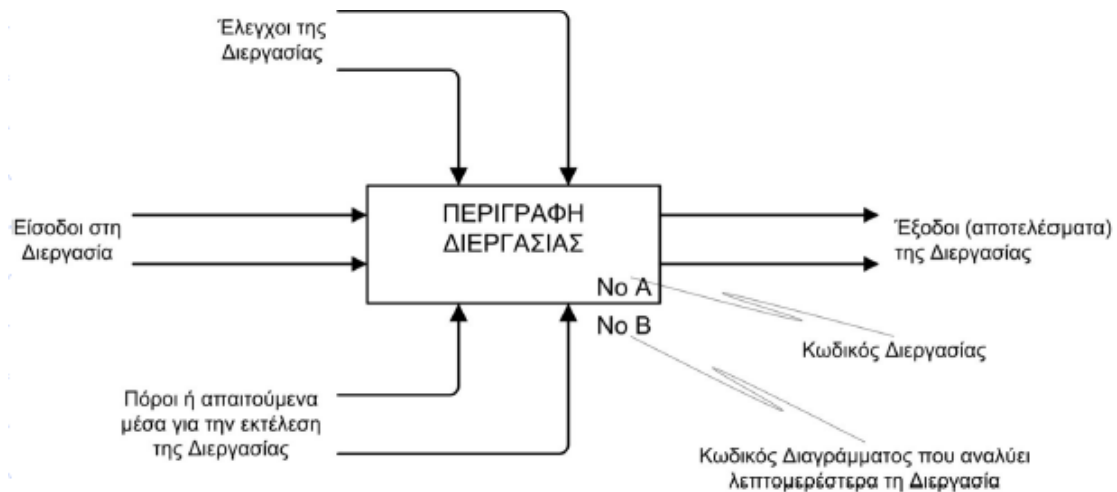 Έλεγχοι της
Διεργασίας
ΠΕΡΙΓΡΑΦΗ
ΔΙΕΡΓΑΣΙΑΣ
Είσοδοι στη
Διεργασία
Έξοδοι (αποτελέσματα)
της Διεργασίας
No A
No B
Κωδικός Διεργασίας
Πόροι ή απαιτούμενα
μέσα για την εκτέλεση
της Διεργασίας
Κωδικός Διαγράμματος που αναλύει
λεπτομερέστερα τη Διεργασία